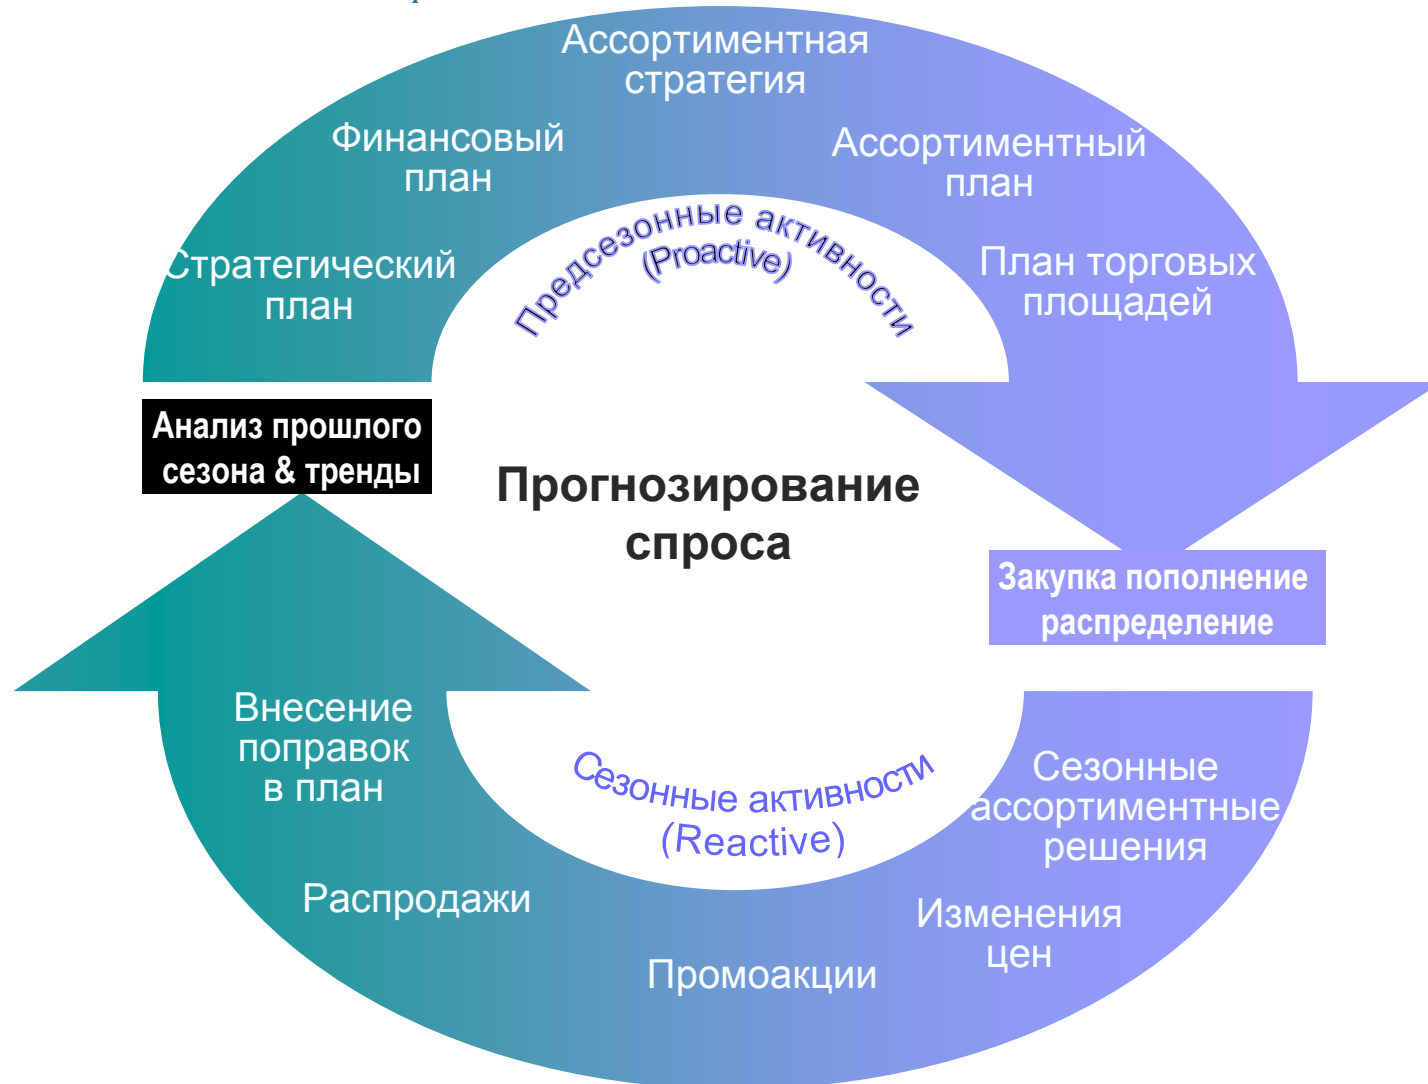 Ассортиментная
стратегия
Финансовый
план
Ассортиментный
план
Стратегический
план
Предсезонные активности
(Proactive)
План торговых
площадей
Анализ прошлого
сезона & тренды
Прогнозирование
спроса
Закупка пополнение
распределение
Внесение
поправок
в план
Сезонные активности
(Reactive)
Сезонные
ассортиментные
решения
Распродажи
Изменения
цен
Промоакции